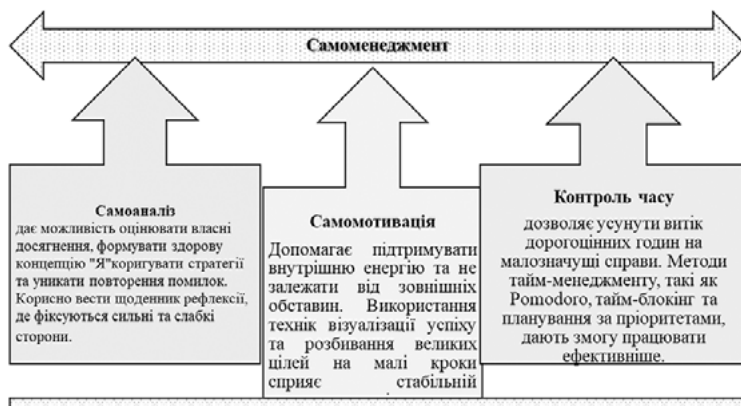 Самоменеджмент
Самоаналіз
дає можливість оцінювати власні
досягнення, формувати здорову
концепцію "Я"коригувати стратегії
та уникати повторення помилок.
Корисно вести щоденник рефлексії,
де фіксуються сильні та слабкі
сторони.
Самомотивація
Допомагає підтримувати
внутрішню енергію та не
залежати від зовнішніх
обставин. Використання
технік візуалізації успіху
та розбивання великих
цілей на малі кроки
сприяє стабільній
Контроль часу
дозволяє усунути витік
дорогоцінних годин на
малозначущі справи. Методи
тайм-менеджменту, такі як
Pomodoro, тайм-блокінг та
планування за пріоритетами,
дають змогу працювати
ефективніше.